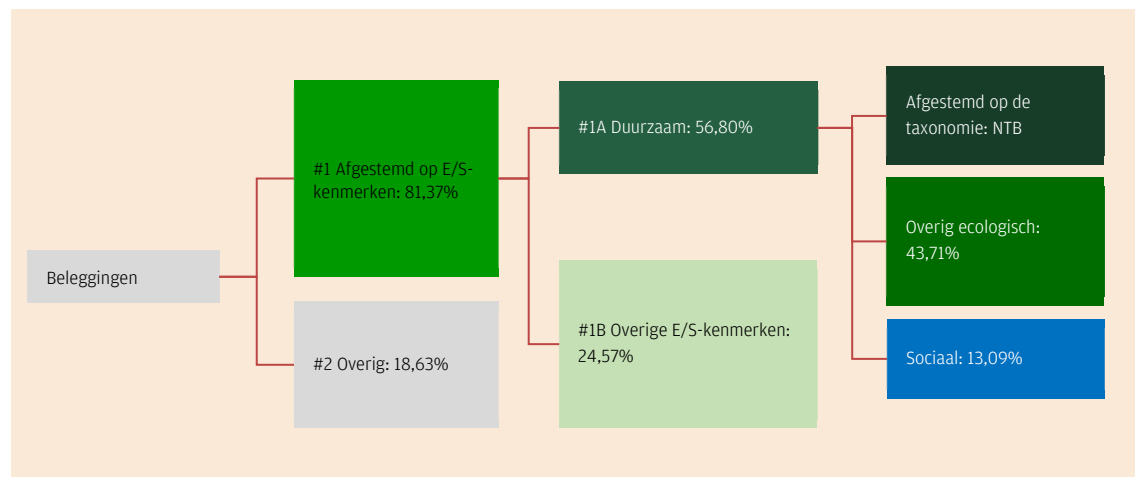 Beleggingen
#1 Afgestemd op E/S-
kenmerken: 81,37%
#2 Overig: 18,63%
#1A Duurzaam: 56,80%
#1B Overige E/S-kenmerken:
24,57%
Afgestemd op de
taxonomie: NTB
Overig ecologisch:
43,71%
Sociaal: 13,09%